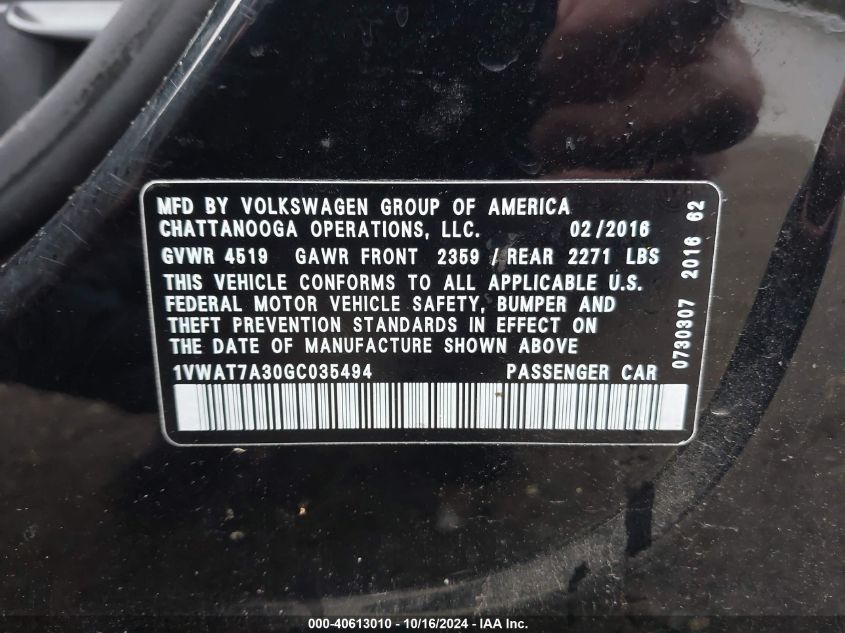 MFD BY VOLKSWAGEN GROUP OF AMERICA
CHATTANOOGA OPERATIONS, LLC. 02/2016
GVWR 4519 GAWR FRONT 2359 / REAR 2271 LBS
THIS VEHICLE CONFORMS TO ALL APPLICABLE U.S.
FEDERAL MOTOR VEHICLE SAFETY, BUMPER AND
THEFT PREVENTION STANDARDS IN EFFECT ON
THE DATE OF MANUFACTURE SHOWN ABOVE
1VWAT7A30GC035494 PASSENGER CAR
0730307 2016 62
000-40613010 - 10/16/2024 - IAA Inc.